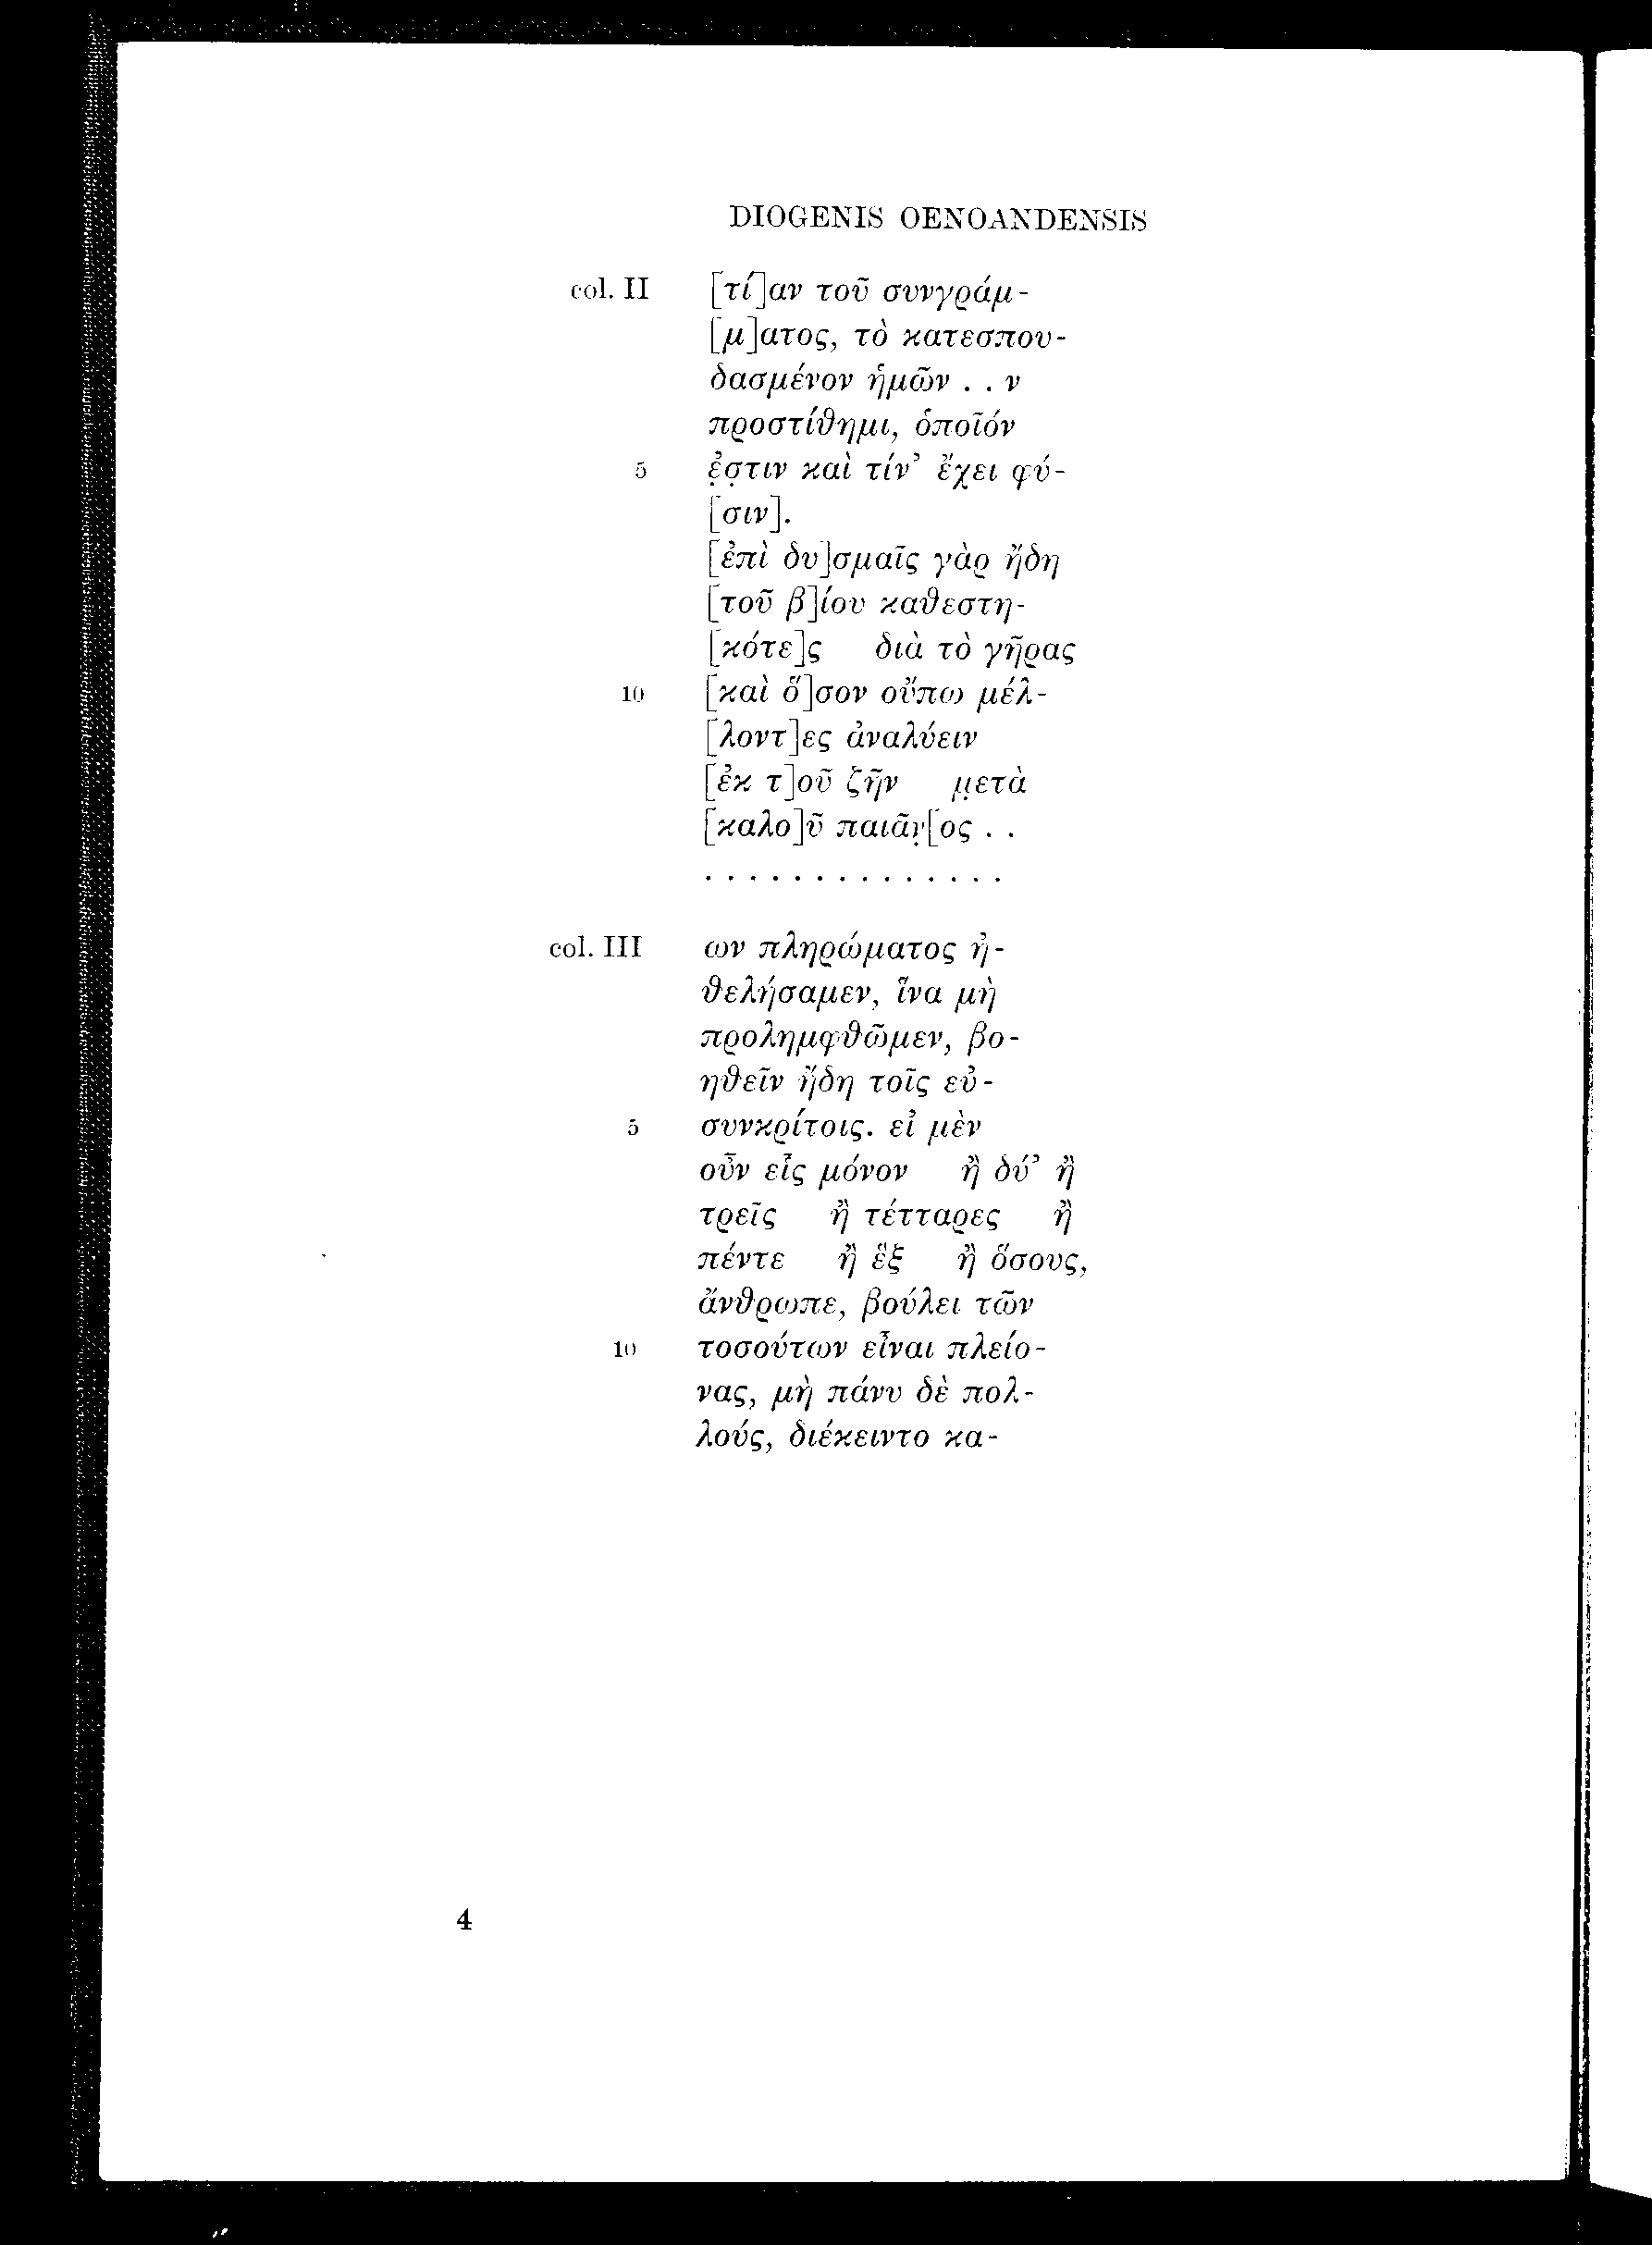 DIOGENIS OENOANDENSIS
col. II [τί]αν τοῦ συνγράμ-
[μ]ατος, τὸ κατεσπου-
δασμένον ἡμῶν . . ν
προστίθημι, ὁποῖόν
5 ἐ̣σ̣τιν καὶ τίν’ ἔχει φύ-
[σιν].
[ἐπὶ δυ]σμαῖς γὰρ ἤδη
[τοῦ β]ίου καθεστη-
[κότε]ς διὰ τὸ γῆρας
10 [καὶ ὅ]σον οὔπω μέλ-
[λοντ]ες ἀναλύειν
[ἐκ τ]οῦ ζῆν μ̣ετὰ
[καλο]ῦ παιᾶν̣[ος . .
. . . . . . . . . . . . . .
col. III ων πληρώματος ἠ-
θελήσαμεν, ἵνα μὴ
προλημφθῶμεν, βο-
ηθεῖν ἤδη τοῖς εὐ-
5 συνκρίτοις. εἰ μὲν
οὖν εἷς μόνον ἢ δύ’ ἢ
τρεῖς ἢ τέτταρες ἢ
πέντε ἢ ἓξ ἢ ὅσους,
ἄνθρωπε, βούλει τῶν
10 τοσούτων εἶναι πλείο-
νας, μὴ πάνυ δὲ πολ-
λούς, διέκειντο κα-
4